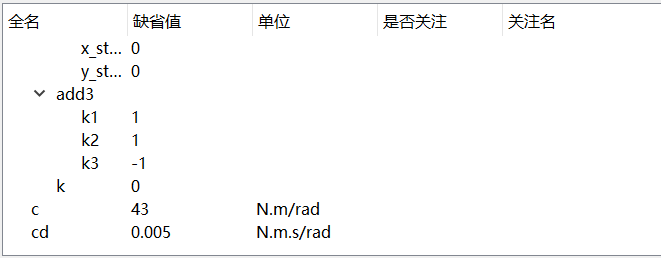 全名 缺省值 单位 是否关注 关注名
x_st... 0
y_st... 0
add3
k1 1
k2 1
k3 -1
k 0
c 43 N.m/rad
cd 0.005 N.m.s/rad